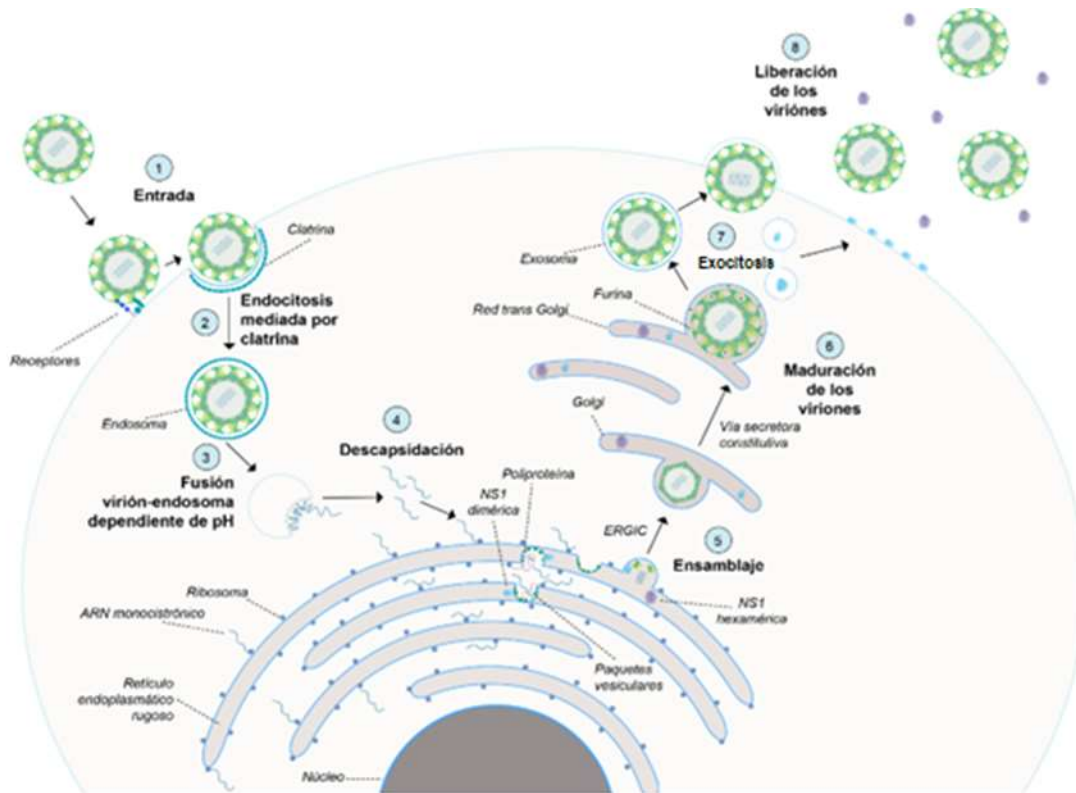 8
Liberación
de los
viriónes
1
Entrada
Clatrina
Receptores
2
Endocitosis
mediada por
clatrina
Endosoma
3
Fusión
virión-endosoma
dependiente de pH
4
Descapsidación
Poliproteína
NS1
dimérica
Ribosoma
ARN monocistrónico
Retículo
endoplasmático
rugoso
Núcleo
Paquetes
vesiculares
NS1
hexamérica
5
Ensamblaje
ERGIC
Golgi
Vía secretora
constitutiva
6
Maduración
de los
viriones
Red trans Golgi
Furina
7
Exocitosis
Exosoma